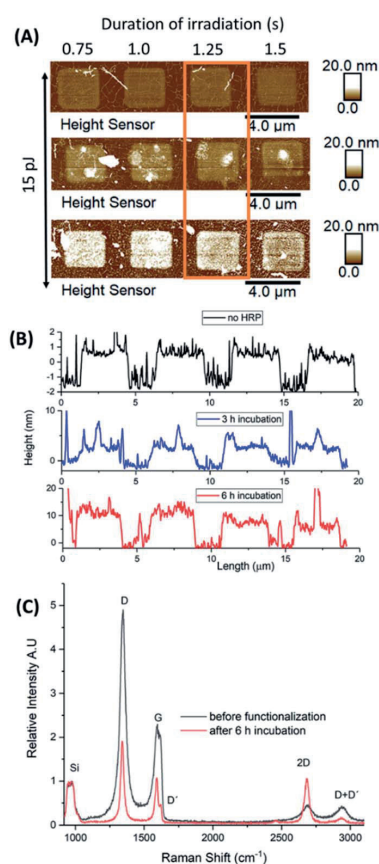 Duration of irradiation (s)
(A)
0.75 1.0 1.25 1.5
20.0 nm
0.0
Height Sensor
4.0 µm
15 pJ
20.0 nm
0.0
Height Sensor
4.0 µm
20.0 nm
0.0
Height Sensor
4.0 µm
(B)
no HRP
2
1
0
-1
-2
0 5 10 15 20
Height (nm)
10
5
0
3 h incubation
0 5 10 15 20
20
10
0
6 h incubation
0 5 10 15 20
Length (µm)
(C)
Relative Intensity A.U
5
4
3
2
1
0
D
G
Si
D´
2D
D+D´
before functionalization
after 6 h incubation
1000 1500 2000 2500 3000
Raman Shift (cm⁻¹)